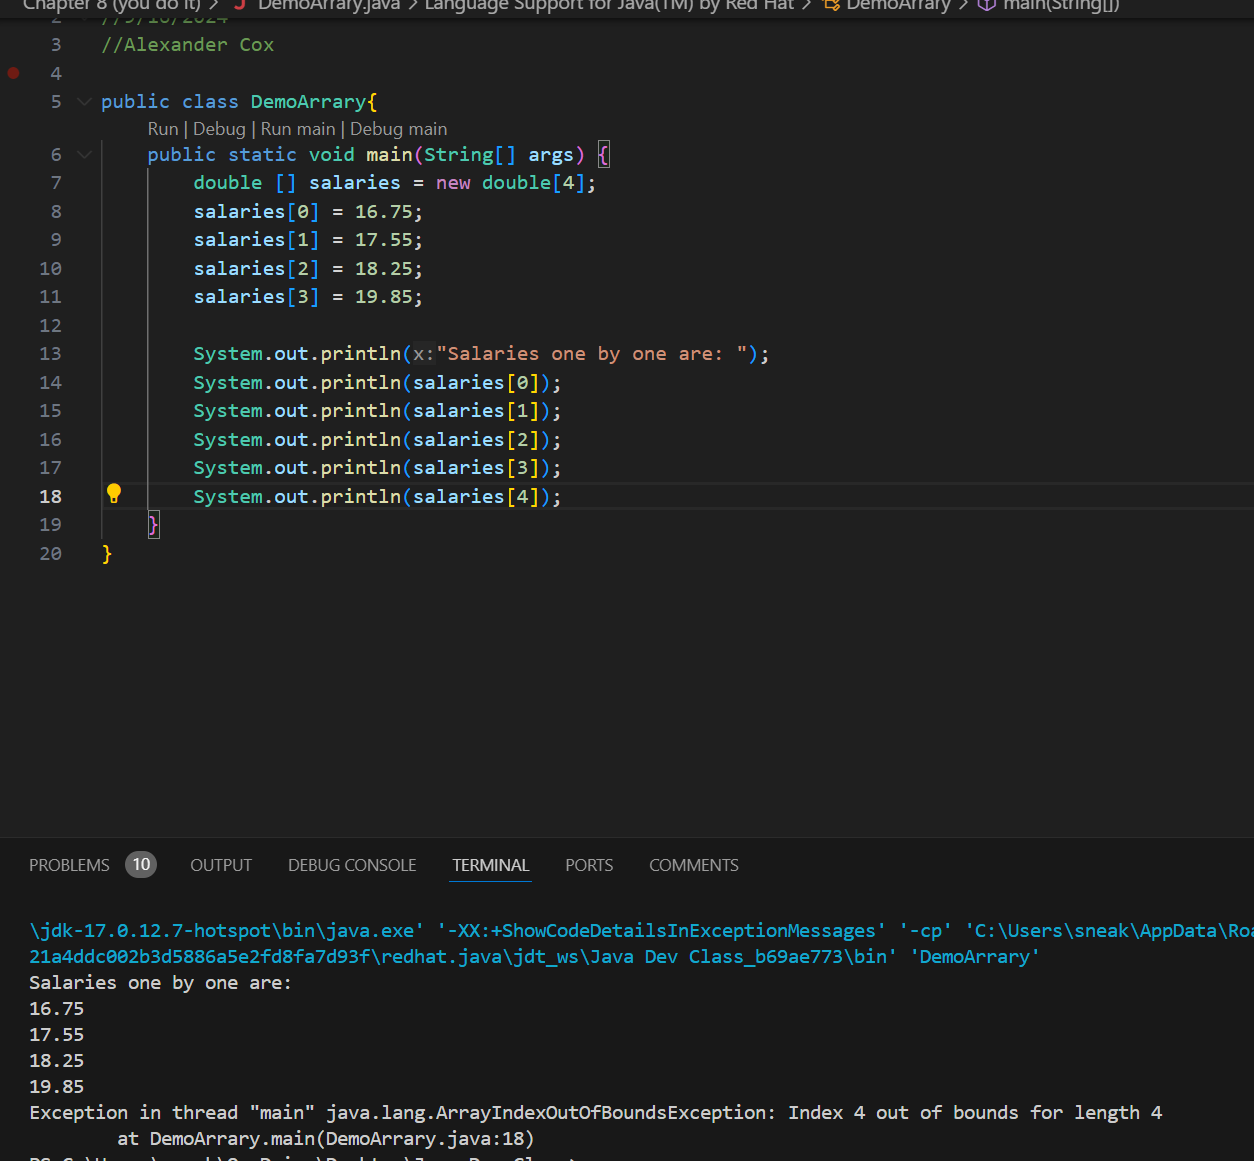 Chapter 8 (you do it) > J DemoArrary.java > Language Support for Java(TM) by Red Hat > DemoArrary > main(String[])
2 //9/16/2024
3 //Alexander Cox
4
5 public class DemoArrary{
Run | Debug | Run main | Debug main
6 public static void main(String[] args) {
7 double [] salaries = new double[4];
8 salaries[0] = 16.75;
9 salaries[1] = 17.55;
10 salaries[2] = 18.25;
11 salaries[3] = 19.85;
12
13 System.out.println(x:"Salaries one by one are: ");
14 System.out.println(salaries[0]);
15 System.out.println(salaries[1]);
16 System.out.println(salaries[2]);
17 System.out.println(salaries[3]);
18 System.out.println(salaries[4]);
19 }
20 }
PROBLEMS 10 OUTPUT DEBUG CONSOLE TERMINAL PORTS COMMENTS
\jdk-17.0.12.7-hotspot\bin\java.exe' '-XX:+ShowCodeDetailsInExceptionMessages' '-cp' 'C:\Users\sneak\AppData\Roa
21a4ddc002b3d5886a5e2fd8fa7d93f\redhat.java\jdt_ws\Java Dev Class_b69ae773\bin' 'DemoArrary'
Salaries one by one are:
16.75
17.55
18.25
19.85
Exception in thread "main" java.lang.ArrayIndexOutOfBoundsException: Index 4 out of bounds for length 4
at DemoArrary.main(DemoArrary.java:18)